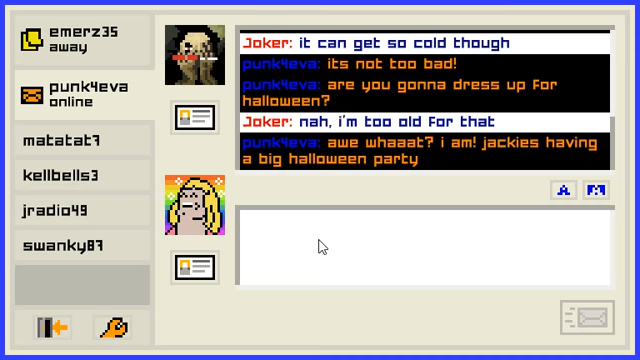 emerz35
away
punk4eva
online
matatat7
kellbells3
jradio49
swanky87
Joker: it can get so cold though
punk4eva: its not too bad!
punk4eva: are you gonna dress up for
halloween?
Joker: nah, i'm too old for that
punk4eva: awe whaaat? i am! jackies having
a big halloween party
A